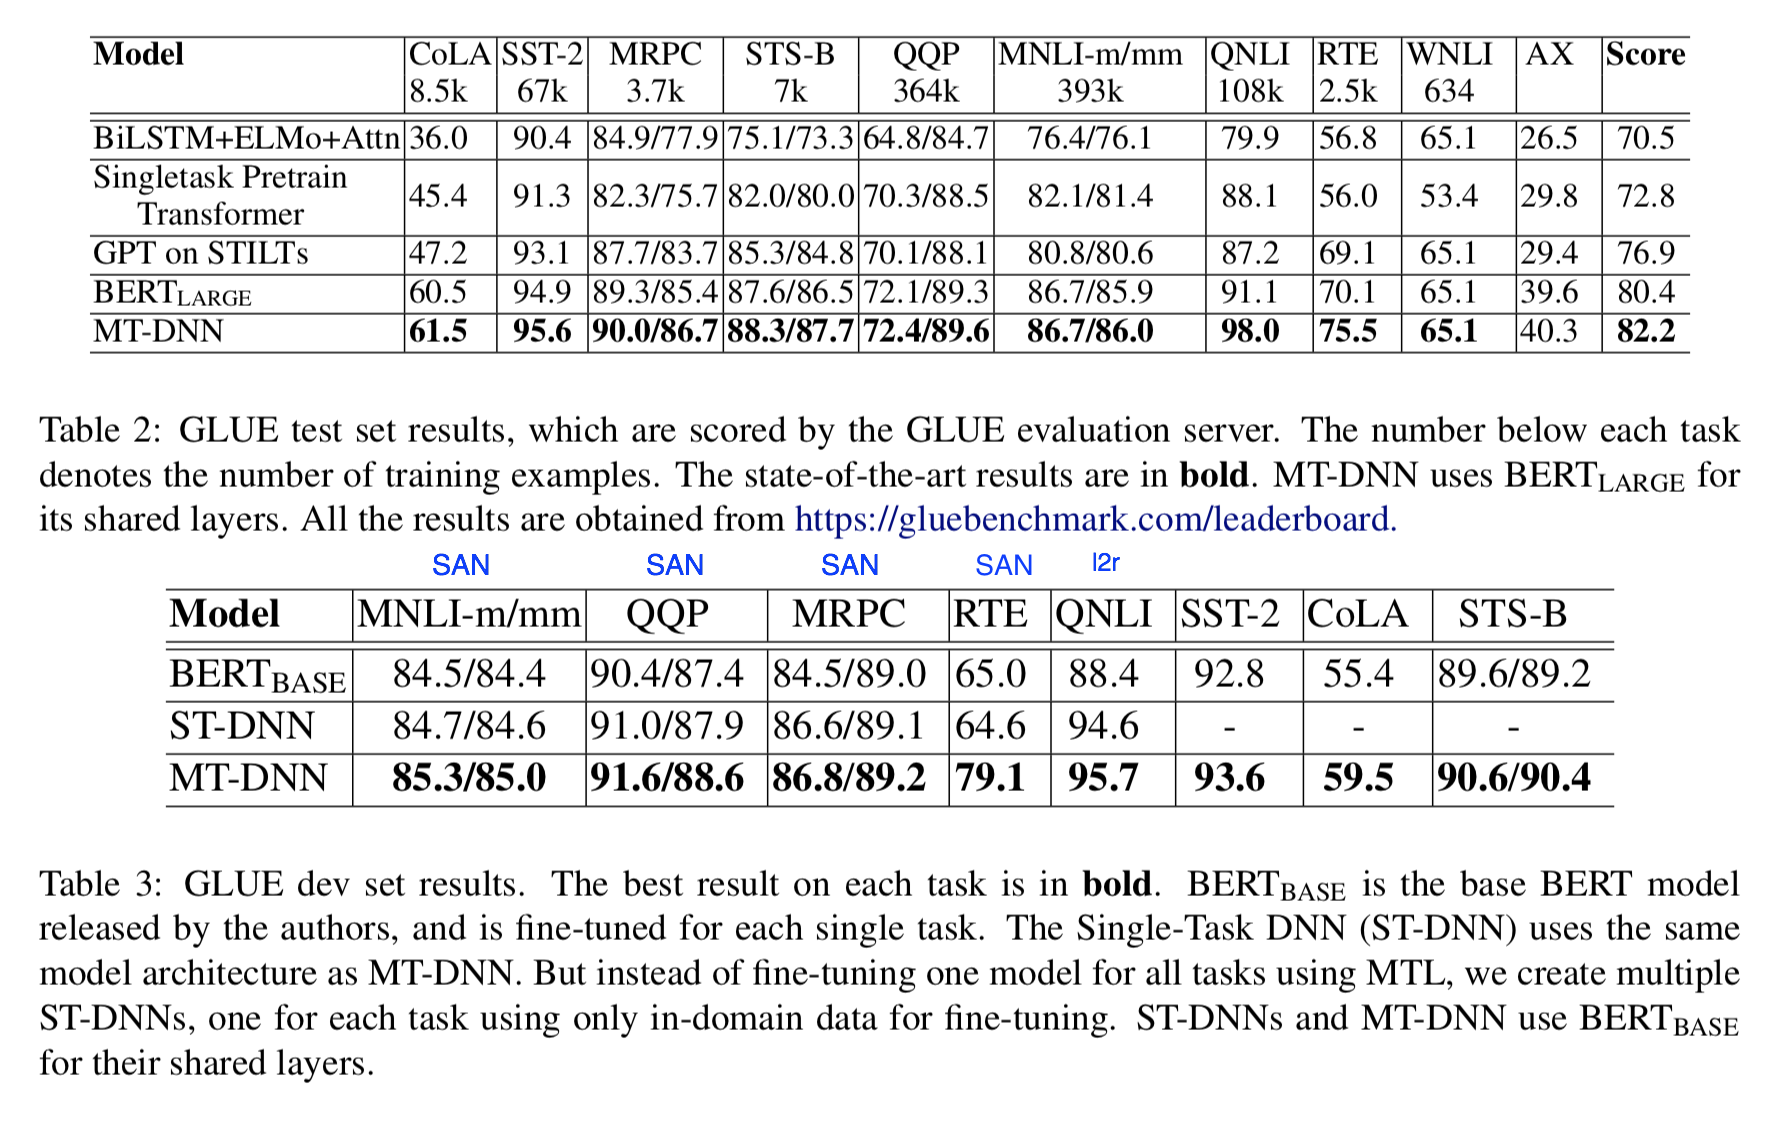 Model CoLA SST-2 MRPC STS-B QQP MNLI-m/mm QNLI RTE WNLI AX Score
8.5k 67k 3.7k 7k 364k 393k 108k 2.5k 634
BiLSTM+ELMo+Attn 36.0 90.4 84.9/77.9 75.1/73.3 64.8/84.7 76.4/76.1 79.9 56.8 65.1 26.5 70.5
Singletask Pretrain
Transformer 45.4 91.3 82.3/75.7 82.0/80.0 70.3/88.5 82.1/81.4 88.1 56.0 53.4 29.8 72.8
GPT on STILTs 47.2 93.1 87.7/83.7 85.3/84.8 70.1/88.1 80.8/80.6 87.2 69.1 65.1 29.4 76.9
BERTLARGE 60.5 94.9 89.3/85.4 87.6/86.5 72.1/89.3 86.7/85.9 91.1 70.1 65.1 39.6 80.4
MT-DNN 61.5 95.6 90.0/86.7 88.3/87.7 72.4/89.6 86.7/86.0 98.0 75.5 65.1 40.3 82.2
Table 2: GLUE test set results, which are scored by the GLUE evaluation server. The number below each task
denotes the number of training examples. The state-of-the-art results are in bold. MT-DNN uses BERTLARGE for
its shared layers. All the results are obtained from https://gluebenchmark.com/leaderboard.
SAN SAN SAN SAN l2r
Model MNLI-m/mm QQP MRPC RTE QNLI SST-2 CoLA STS-B
BERTBASE 84.5/84.4 90.4/87.4 84.5/89.0 65.0 88.4 92.8 55.4 89.6/89.2
ST-DNN 84.7/84.6 91.0/87.9 86.6/89.1 64.6 94.6 - - -
MT-DNN 85.3/85.0 91.6/88.6 86.8/89.2 79.1 95.7 93.6 59.5 90.6/90.4
Table 3: GLUE dev set results. The best result on each task is in bold. BERTBASE is the base BERT model
released by the authors, and is fine-tuned for each single task. The Single-Task DNN (ST-DNN) uses the same
model architecture as MT-DNN. But instead of fine-tuning one model for all tasks using MTL, we create multiple
ST-DNNs, one for each task using only in-domain data for fine-tuning. ST-DNNs and MT-DNN use BERTBASE
for their shared layers.